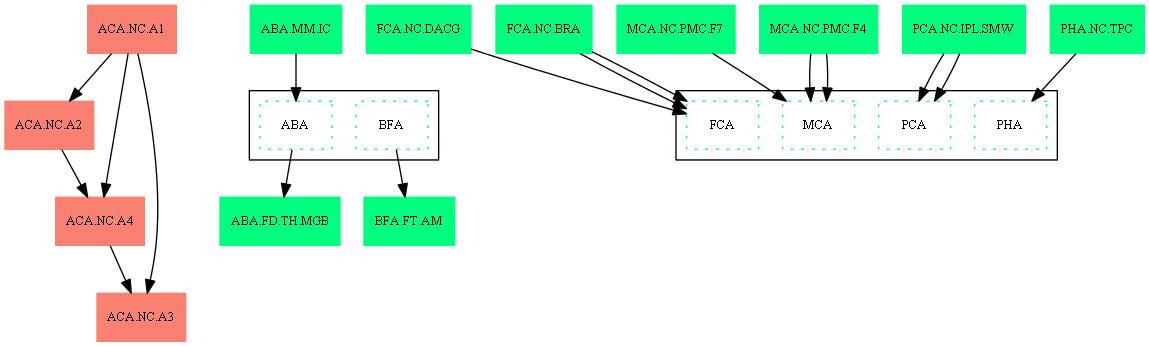 ACA.NC.A1
ABA.MM.IC
FCA.NC.DACG
FCA.NC.BRA
MCA.NC.PMC.F7
MCA.NC.PMC.F4
PCA.NC.IPL.SMW
PHA.NC.TPC
ACA.NC.A2
ABA
BFA
FCA
MCA
PCA
PHA
ACA.NC.A4
ABA.FD.TH.MGB
BFA.FT.AM
ACA.NC.A3